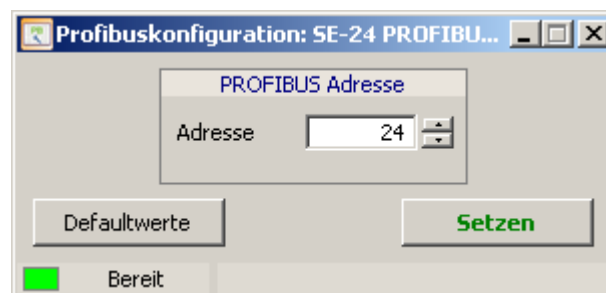 Profibuskonfiguration: SE-24 PROFIBU...
PROFIBUS Adresse
Adresse 24
Defaultwerte Setzen
Bereit